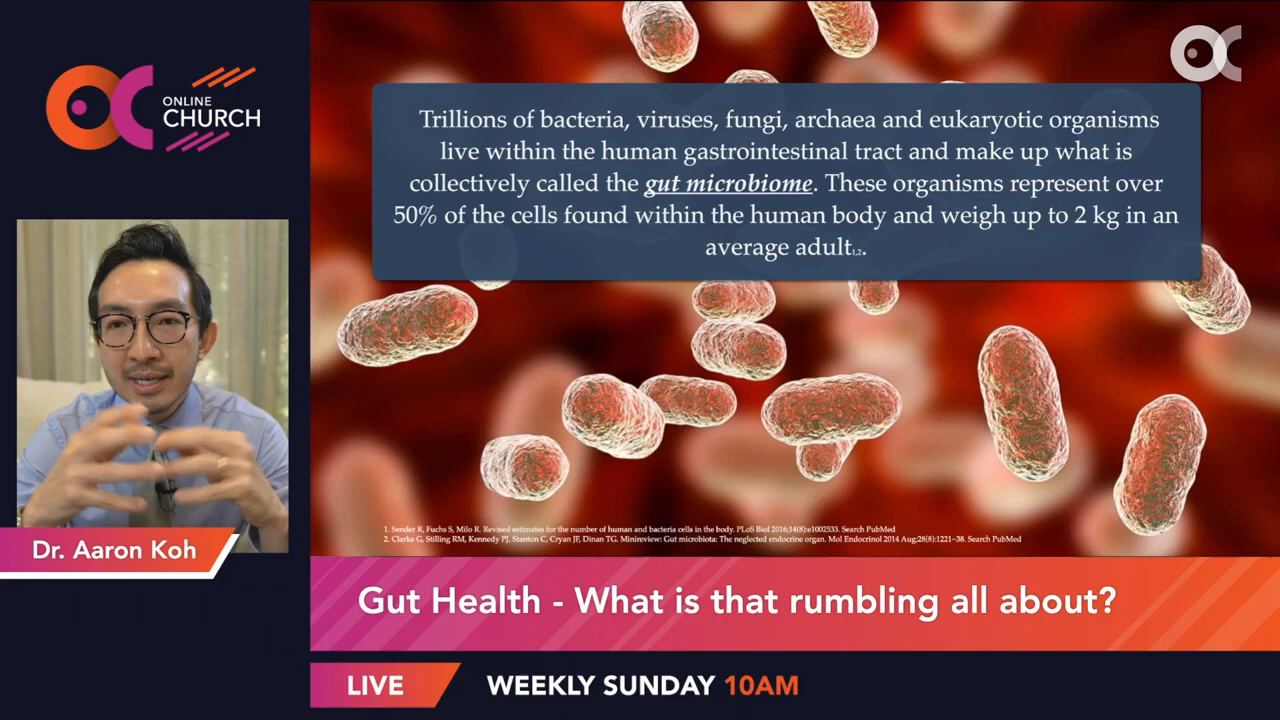 ONLINE
CHURCH
Trillions of bacteria, viruses, fungi, archaea and eukaryotic organisms
live within the human gastrointestinal tract and make up what is
collectively called the gut microbiome. These organisms represent over
50% of the cells found within the human body and weigh up to 2 kg in an
average adult1,2.
1. Sender R, Fuchs S, Milo R. Revised estimates for the number of human and bacteria cells in the body. PLoS Biol 2016;14(8):e1002533. Search PubMed
2. Clarke G, Stilling RM, Kennedy PJ, Stanton C, Cryan JF, Dinan TG. Minireview: Gut microbiota: The neglected endocrine organ. Mol Endocrinol 2014 Aug;28(8):1221–38. Search PubMed
Dr. Aaron Koh
Gut Health - What is that rumbling all about?
LIVE
WEEKLY SUNDAY 10AM